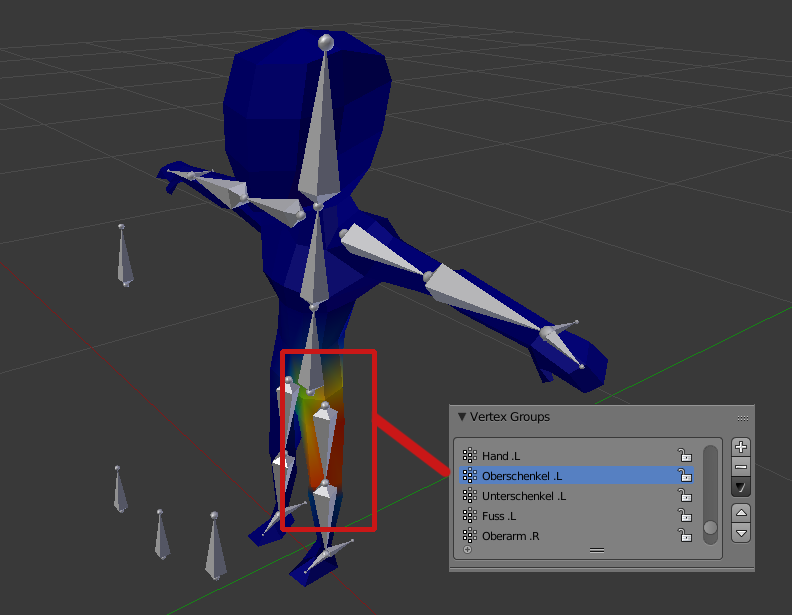 Vertex Groups
Hand .L
Oberschenkel .L
Unterschenkel .L
Fuss .L
Oberarm .R